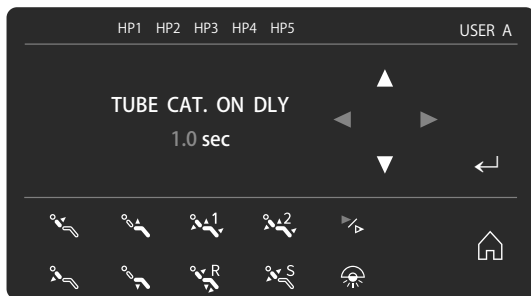 HP1 HP2 HP3 HP4 HP5 USER A
TUBE CAT. ON DLY
1.0 sec
1 2
R S